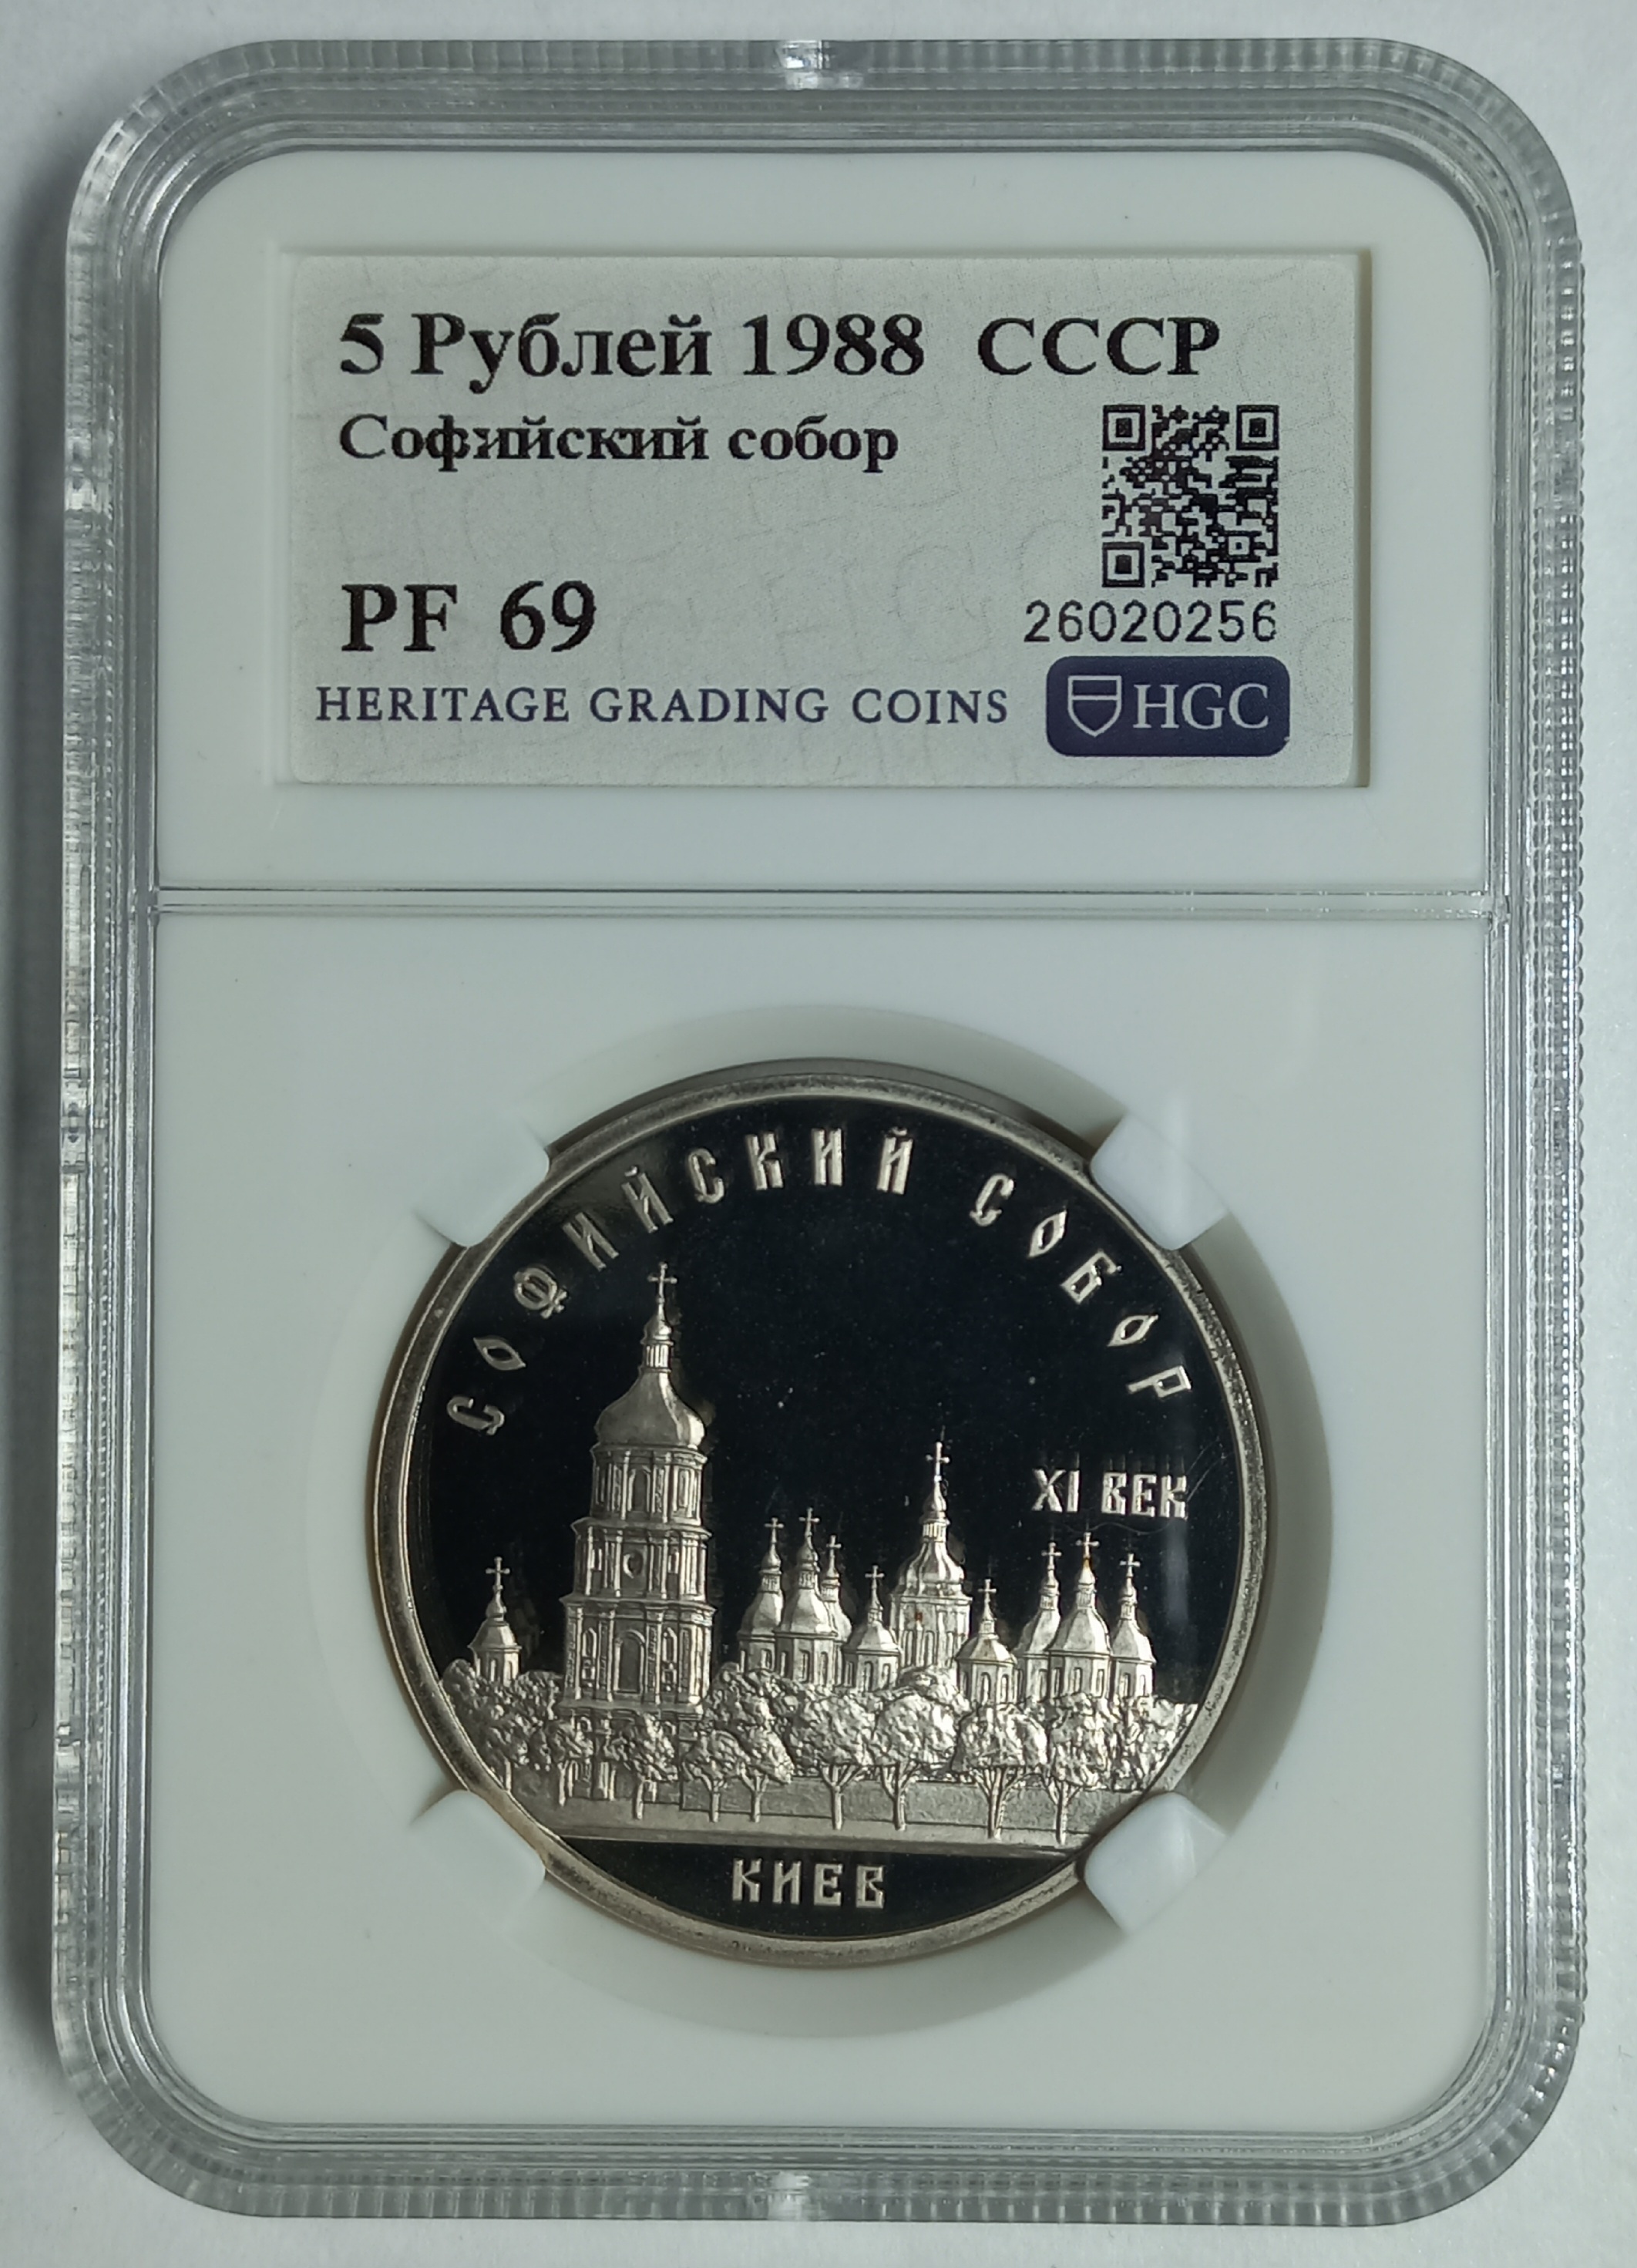 5 Рублей 1988 СССР
Софийский собор
PF 69
26020256
HERITAGE GRADING COINS
HGC
СОФИЙСКИЙ СОБОР
XI ВЕК
КИЕВ